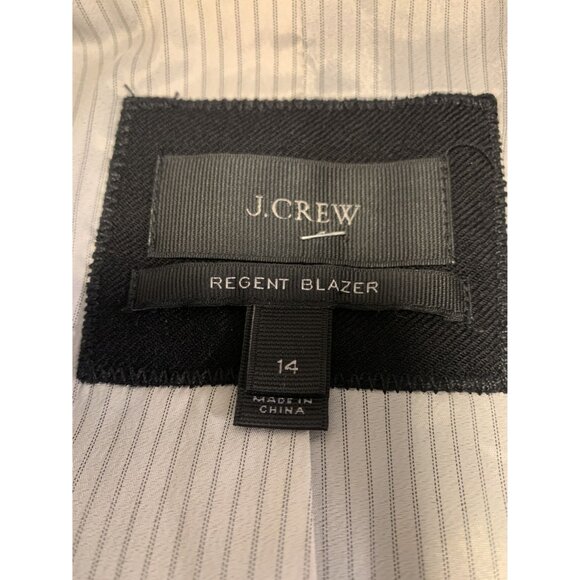 J.CREW
REGENT BLAZER
14
MADE IN
CHINA